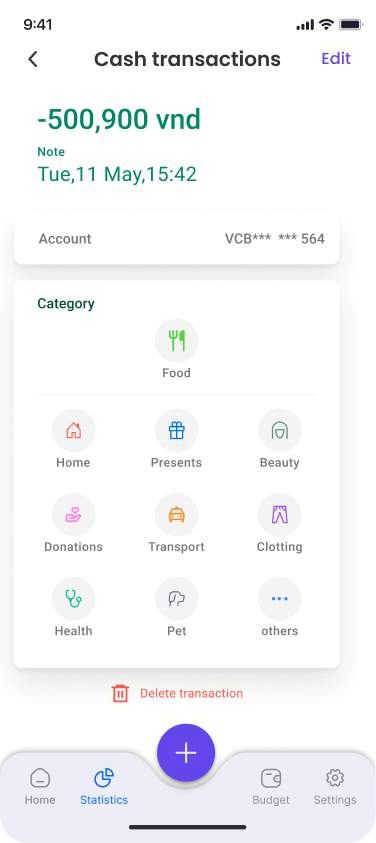 9:41
Cash transactions Edit
-500,900 vnd
Note
Tue,11 May,15:42
Account VCB*** *** 564
Category
Food
Home Presents Beauty
Donations Transport Clotting
Health Pet others
Delete transaction
Home Statistics Budget Settings